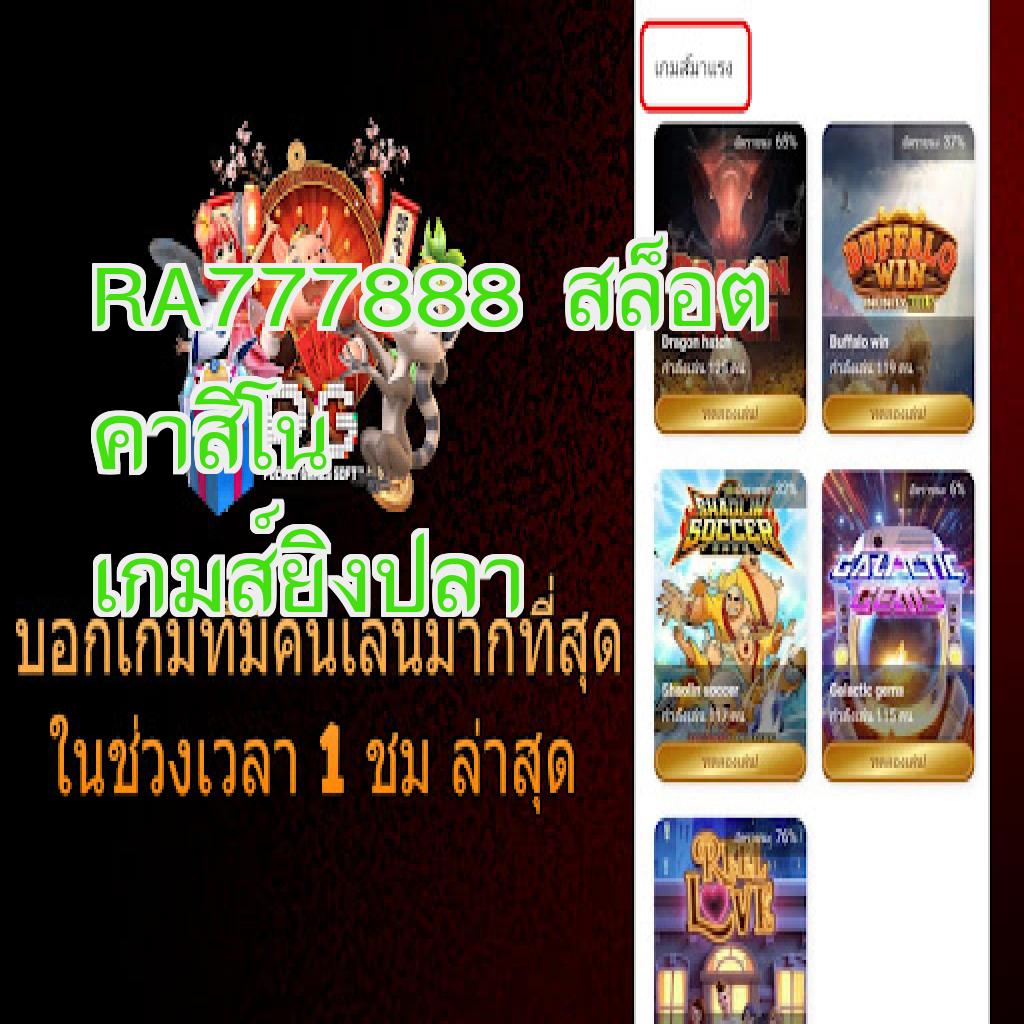 เกมส์มาแรง
RA777888 สล็อต
คาสิโน
เกมส์ยิงปลา
POCKET GAMES SOFT
บอกเกมที่มีคนเล่นมากที่สุด
ในช่วงเวลา 1 ชม ล่าสุด
อัตราชนะ 68%
Dragon hatch
กำลังเล่น 125 คน
ทดลองเล่น!
อัตราชนะ 37%
BUFFALO
WIN
Buffalo win
กำลังเล่น 119 คน
ทดลองเล่น!
SHAOLIN
SOCCER
Shaolin soccer
กำลังเล่น 117 คน
ทดลองเล่น!
อัตราชนะ 6%
GALACTIC
GEMS
Galactic gems
กำลังเล่น 115 คน
ทดลองเล่น!
อัตราชนะ 76%
REEL
LOVE